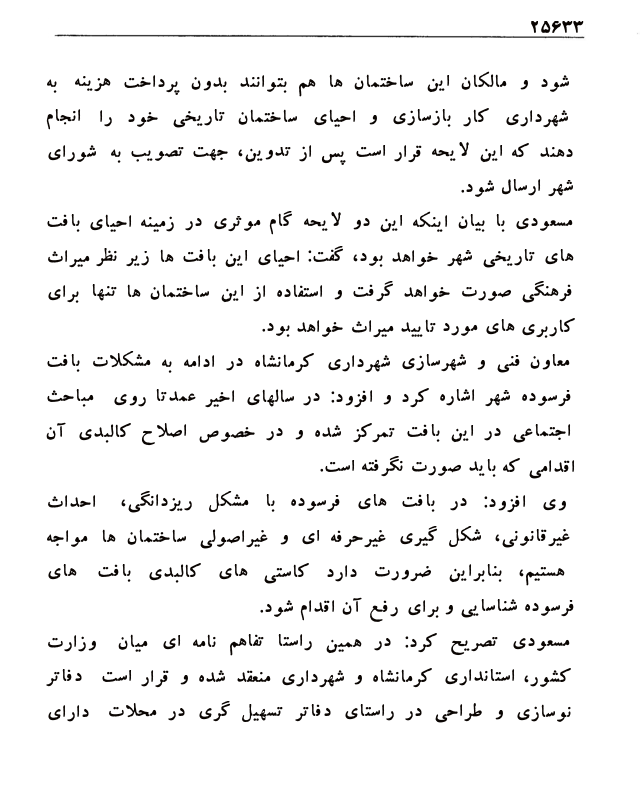 ۲۵۶۳۳
شود و مالکان این ساختمان ها هم بتوانند بدون پرداخت هزینه به
شهرداری کار بازسازی و احیای ساختمان تاریخی خود را انجام
دهند که این لایحه قرار است پس از تدوین، جهت تصویب به شورای
شهر ارسال شود.
مسعودی با بیان اینکه این دو لایحه گام موثری در زمینه احیای بافت
های تاریخی شهر خواهد بود، گفت: احیای این بافت ها زیر نظر میراث
فرهنگی صورت خواهد گرفت و استفاده از این ساختمان ها تنها برای
کاربری های مورد تایید میراث خواهد بود.
معاون فنی و شهرسازی شهرداری کرمانشاه در ادامه به مشکلات بافت
فرسوده شهر اشاره کرد و افزود: در سالهای اخیر عمدتا روی مباحث
اجتماعی در این بافت تمرکز شده و در خصوص اصلاح کالبدی آن
اقدامی که باید صورت نگرفته است.
وی افزود: در بافت های فرسوده با مشکل ریزدانگی، احداث
غیرقانونی، شکل گیری غیرحرفه ای و غیراصولی ساختمان ها مواجه
هستیم، بنابراین ضرورت دارد کاستی های کالبدی بافت های
فرسوده شناسایی و برای رفع آن اقدام شود.
مسعودی تصریح کرد: در همین راستا تفاهم نامه ای میان وزارت
کشور، استانداری کرمانشاه و شهرداری منعقد شده و قرار است دفاتر
نوسازی و طراحی در راستای دفاتر تسهیل گری در محلات دارای